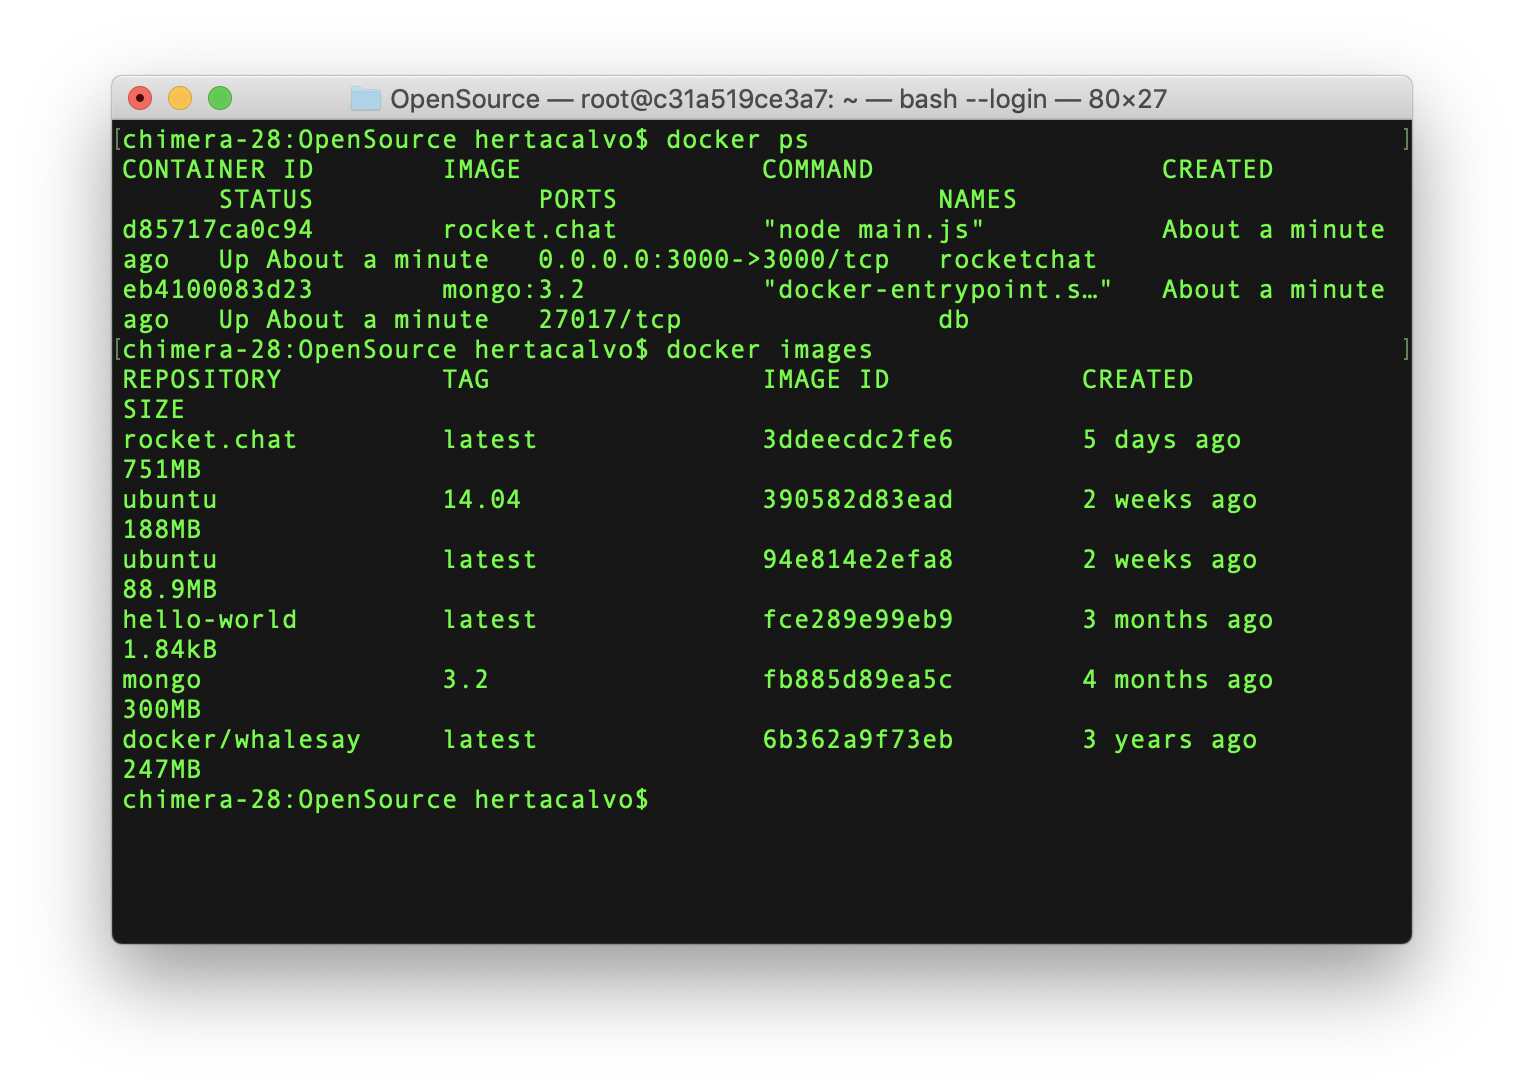 OpenSource — root@c31a519ce3a7: ~ — bash --login — 80×27
[chimera-28:OpenSource hertacalvo$ docker ps ]
CONTAINER ID        IMAGE               COMMAND                  CREATED
      STATUS              PORTS                    NAMES
d85717ca0c94        rocket.chat         "node main.js"           About a minute
ago   Up About a minute   0.0.0.0:3000->3000/tcp   rocketchat
eb4100083d23        mongo:3.2           "docker-entrypoint.s…"   About a minute
ago   Up About a minute   27017/tcp                db
[chimera-28:OpenSource hertacalvo$ docker images ]
REPOSITORY          TAG                 IMAGE ID            CREATED
SIZE
rocket.chat         latest              3ddeecdc2fe6        5 days ago
751MB
ubuntu              14.04               390582d83ead        2 weeks ago
188MB
ubuntu              latest              94e814e2efa8        2 weeks ago
88.9MB
hello-world         latest              fce289e99eb9        3 months ago
1.84kB
mongo               3.2                 fb885d89ea5c        4 months ago
300MB
docker/whalesay     latest              6b362a9f73eb        3 years ago
247MB
chimera-28:OpenSource hertacalvo$